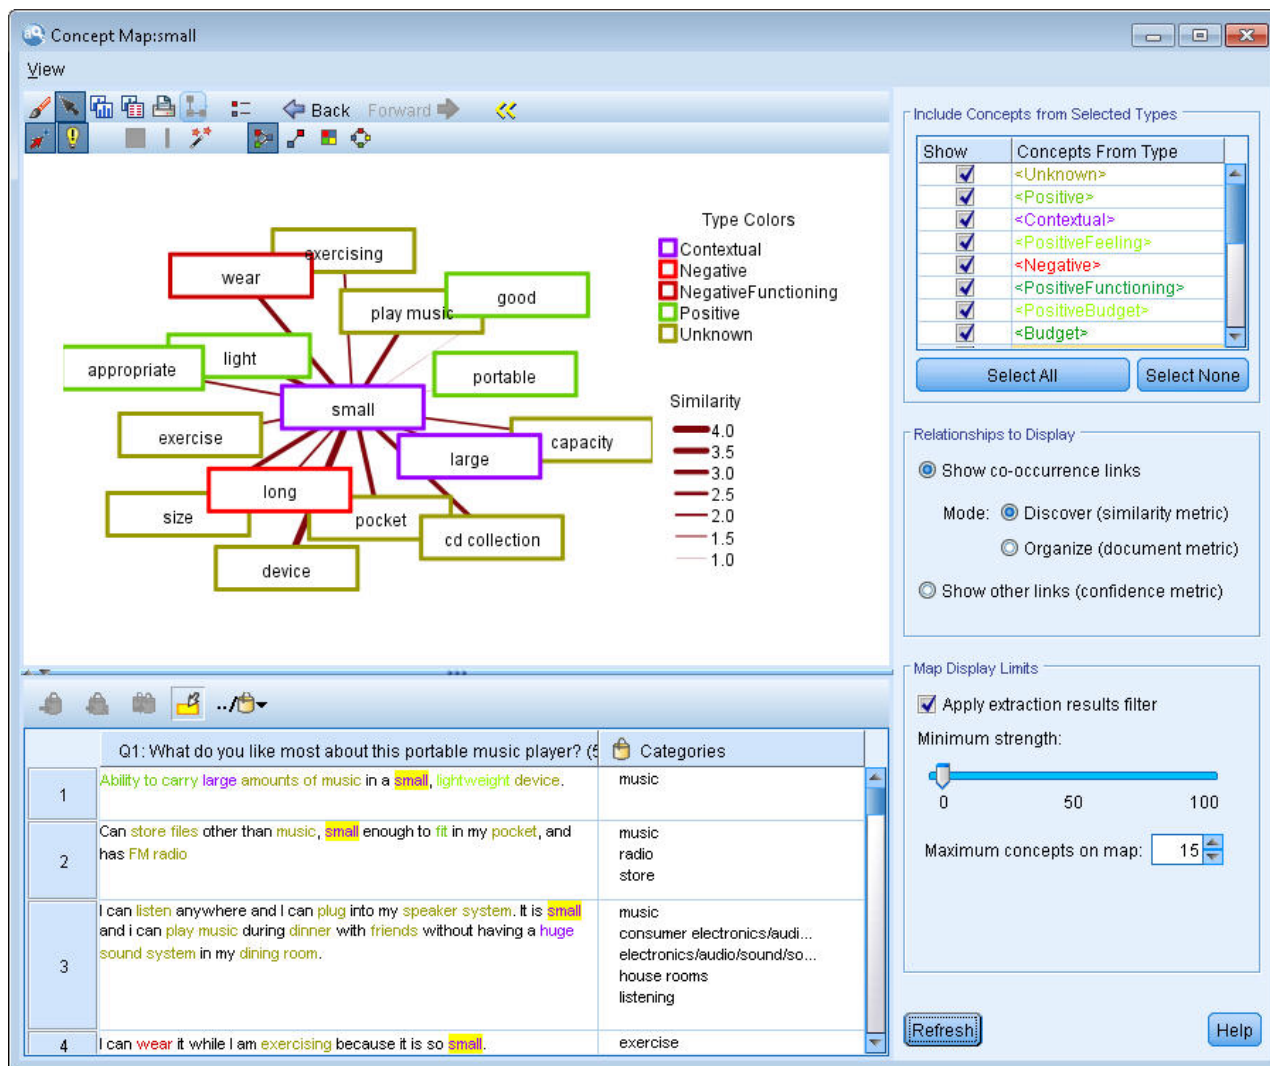 Concept Map:small
View
Back Forward
exercising
wear
good
play music
light
appropriate
portable
small
exercise
capacity
large
long
size
pocket
cd collection
device
Type Colors
Contextual
Negative
NegativeFunctioning
Positive
Unknown
Similarity
4.0
3.5
3.0
2.5
2.0
1.5
1.0
Include Concepts from Selected Types
Show Concepts From Type
<Unknown>
<Positive>
<Contextual>
<PositiveFeeling>
<Negative>
<PositiveFunctioning>
<PositiveBudget>
<Budget>
Select All Select None
Relationships to Display
Show co-occurrence links
Mode: Discover (similarity metric)
Organize (document metric)
Show other links (confidence metric)
Map Display Limits
Apply extraction results filter
Minimum strength:
0 50 100
Maximum concepts on map: 15
Refresh Help
../
Q1: What do you like most about this portable music player? (5 Categories
1 Ability to carry large amounts of music in a small, lightweight device. music
2 Can store files other than music, small enough to fit in my pocket, and
has FM radio
music
radio
store
3 I can listen anywhere and I can plug into my speaker system. It is small
and i can play music during dinner with friends without having a huge
sound system in my dining room.
music
consumer electronics/audi...
electronics/audio/sound/so...
house rooms
listening
4 I can wear it while I am exercising because it is so small. exercise